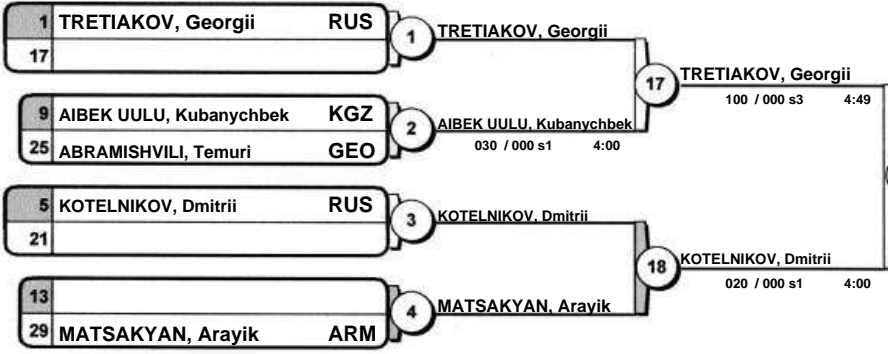 1 TRETIAKOV, Georgii RUS
17
1
TRETIAKOV, Georgii
9 AIBEK UULU, Kubanychbek KGZ
25 ABRAMISHVILI, Temuri GEO
2
AIBEK UULU, Kubanychbek
030 / 000 s1 4:00
17
TRETIAKOV, Georgii
100 / 000 s3 4:49
5 KOTELNIKOV, Dmitrii RUS
21
3
KOTELNIKOV, Dmitrii
13
29 MATSAKYAN, Arayik ARM
4
MATSAKYAN, Arayik
18
KOTELNIKOV, Dmitrii
020 / 000 s1 4:00